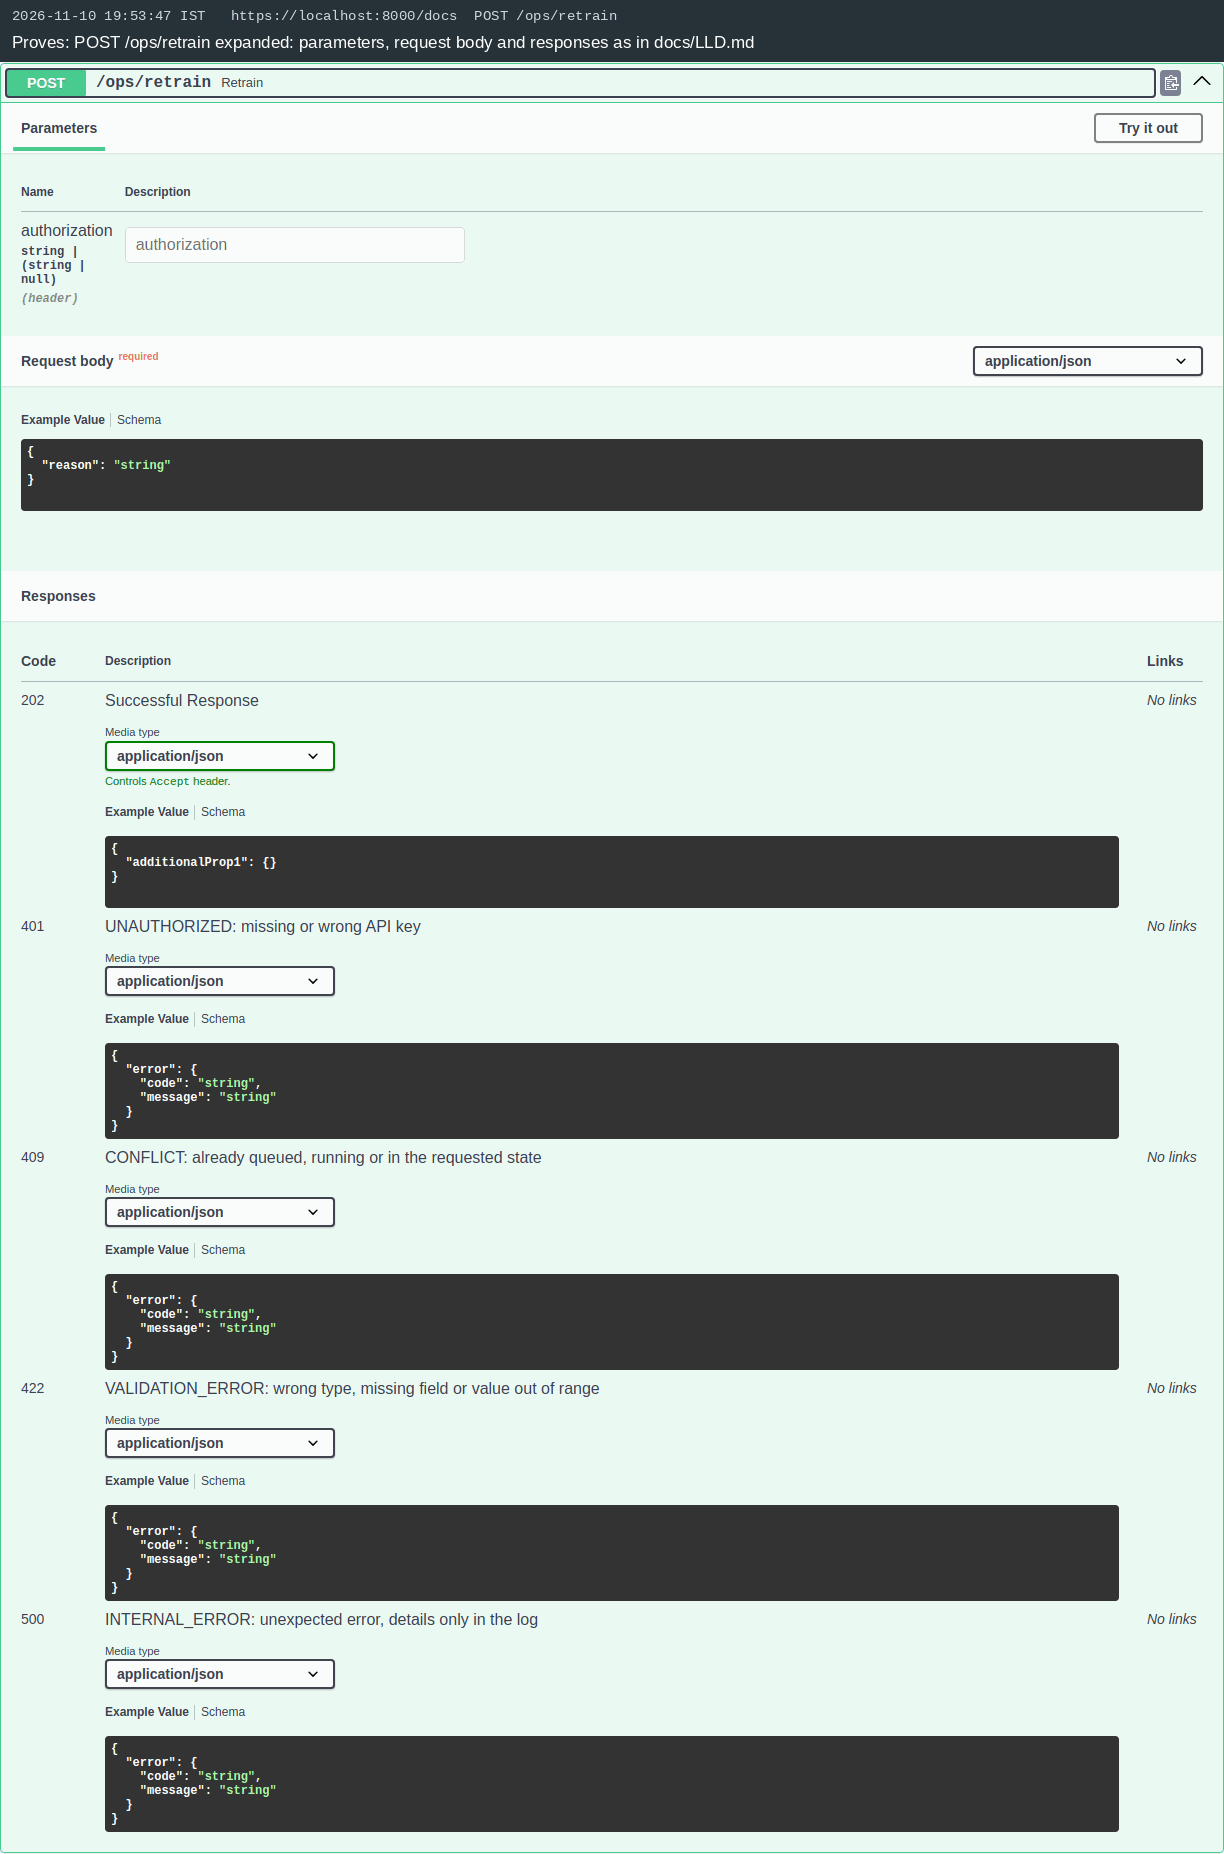 2026-11-10 19:53:47 IST https://localhost:8000/docs POST /ops/retrain
Proves: POST /ops/retrain expanded: parameters, request body and responses as in docs/LLD.md
POST /ops/retrain Retrain
Parameters Try it out
Name Description
authorization authorization
string |
(string |
null)
(header)
Request body required application/json
Example Value Schema
{
"reason": "string"
}
Responses
Code Description Links
202 Successful Response No links
Media type
application/json
Controls Accept header.
Example Value Schema
{
"additionalProp1": {}
}
401 UNAUTHORIZED: missing or wrong API key No links
Media type
application/json
Example Value Schema
{
"error": {
"code": "string",
"message": "string"
}
}
409 CONFLICT: already queued, running or in the requested state No links
Media type
application/json
Example Value Schema
{
"error": {
"code": "string",
"message": "string"
}
}
422 VALIDATION_ERROR: wrong type, missing field or value out of range No links
Media type
application/json
Example Value Schema
{
"error": {
"code": "string",
"message": "string"
}
}
500 INTERNAL_ERROR: unexpected error, details only in the log No links
Media type
application/json
Example Value Schema
{
"error": {
"code": "string",
"message": "string"
}
}